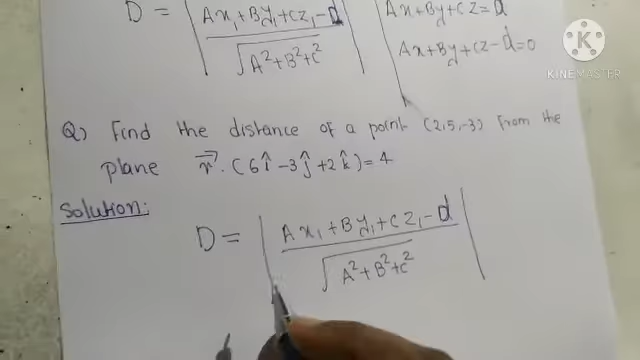 D = | Ax₁+By₁+Cz₁-d / √A²+B²+C² |
Ax+By+Cz=d
Ax+By+Cz-d=0
KINEMASTER
Q) Find the distance of a point (2,5,-3) from the
plane r⃗.(6î-3ĵ+2k̂)=4
Solution:
D = | Ax₁+By₁+Cz₁-d / √A²+B²+C² |